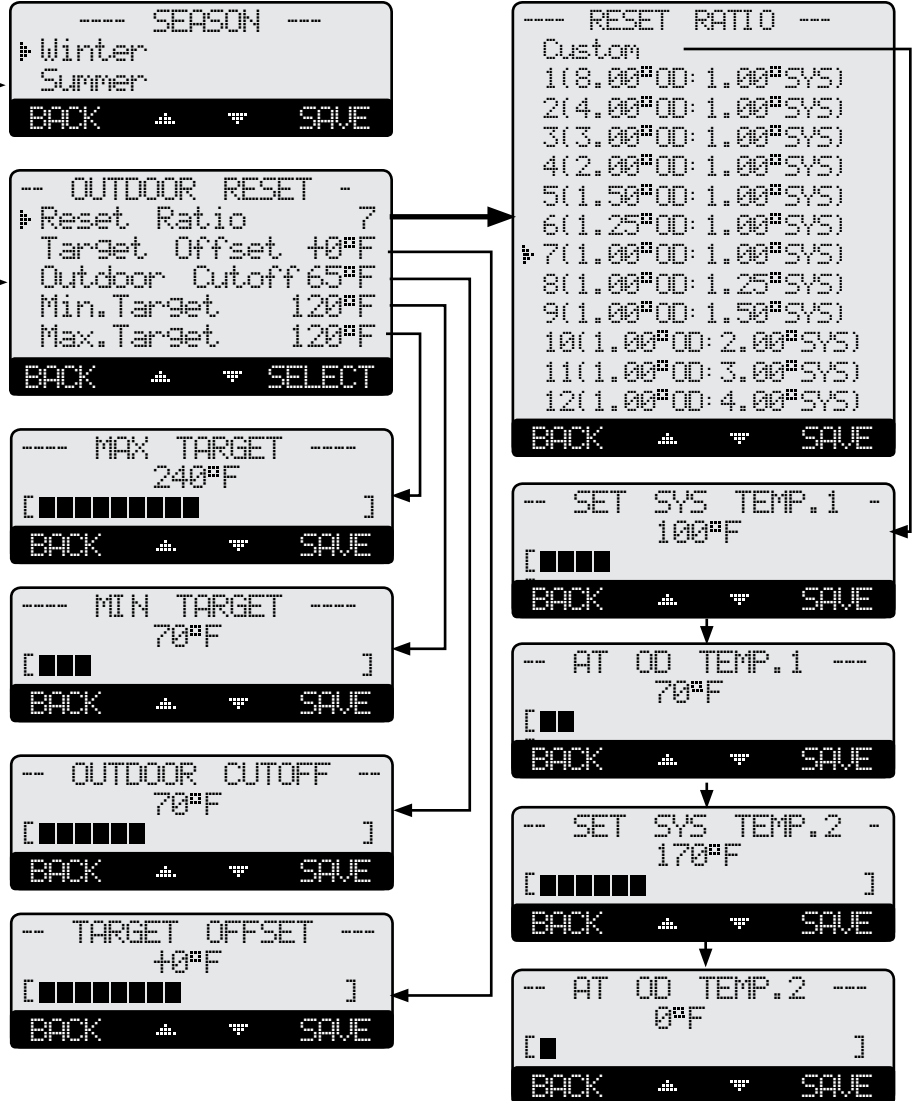 ---- SEASON ---
Winter
Summer
BACK SAVE
-- OUTDOOR RESET -
Reset Ratio 7
Target Offset +0°F
Outdoor Cutoff 65°F
Min.Target 120°F
Max.Target 120°F
BACK SELECT
---- MAX TARGET ----
240°F
[ ]
BACK SAVE
---- MIN TARGET ----
70°F
[ ]
BACK SAVE
-- OUTDOOR CUTOFF --
70°F
[ ]
BACK SAVE
-- TARGET OFFSET ---
+0°F
[ ]
BACK SAVE
---- RESET RATIO ---
Custom
1(8.00°OD:1.00°SYS)
2(4.00°OD:1.00°SYS)
3(3.00°OD:1.00°SYS)
4(2.00°OD:1.00°SYS)
5(1.50°OD:1.00°SYS)
6(1.25°OD:1.00°SYS)
7(1.00°OD:1.00°SYS)
8(1.00°OD:1.25°SYS)
9(1.00°OD:1.50°SYS)
10(1.00°OD:2.00°SYS)
11(1.00°OD:3.00°SYS)
12(1.00°OD:4.00°SYS)
BACK SAVE
-- SET SYS TEMP.1 -
100°F
[
BACK SAVE
-- AT OD TEMP.1 ---
70°F
[
BACK SAVE
-- SET SYS TEMP.2 -
170°F
[ ]
BACK SAVE
-- AT OD TEMP.2 ---
0°F
[ ]
BACK SAVE